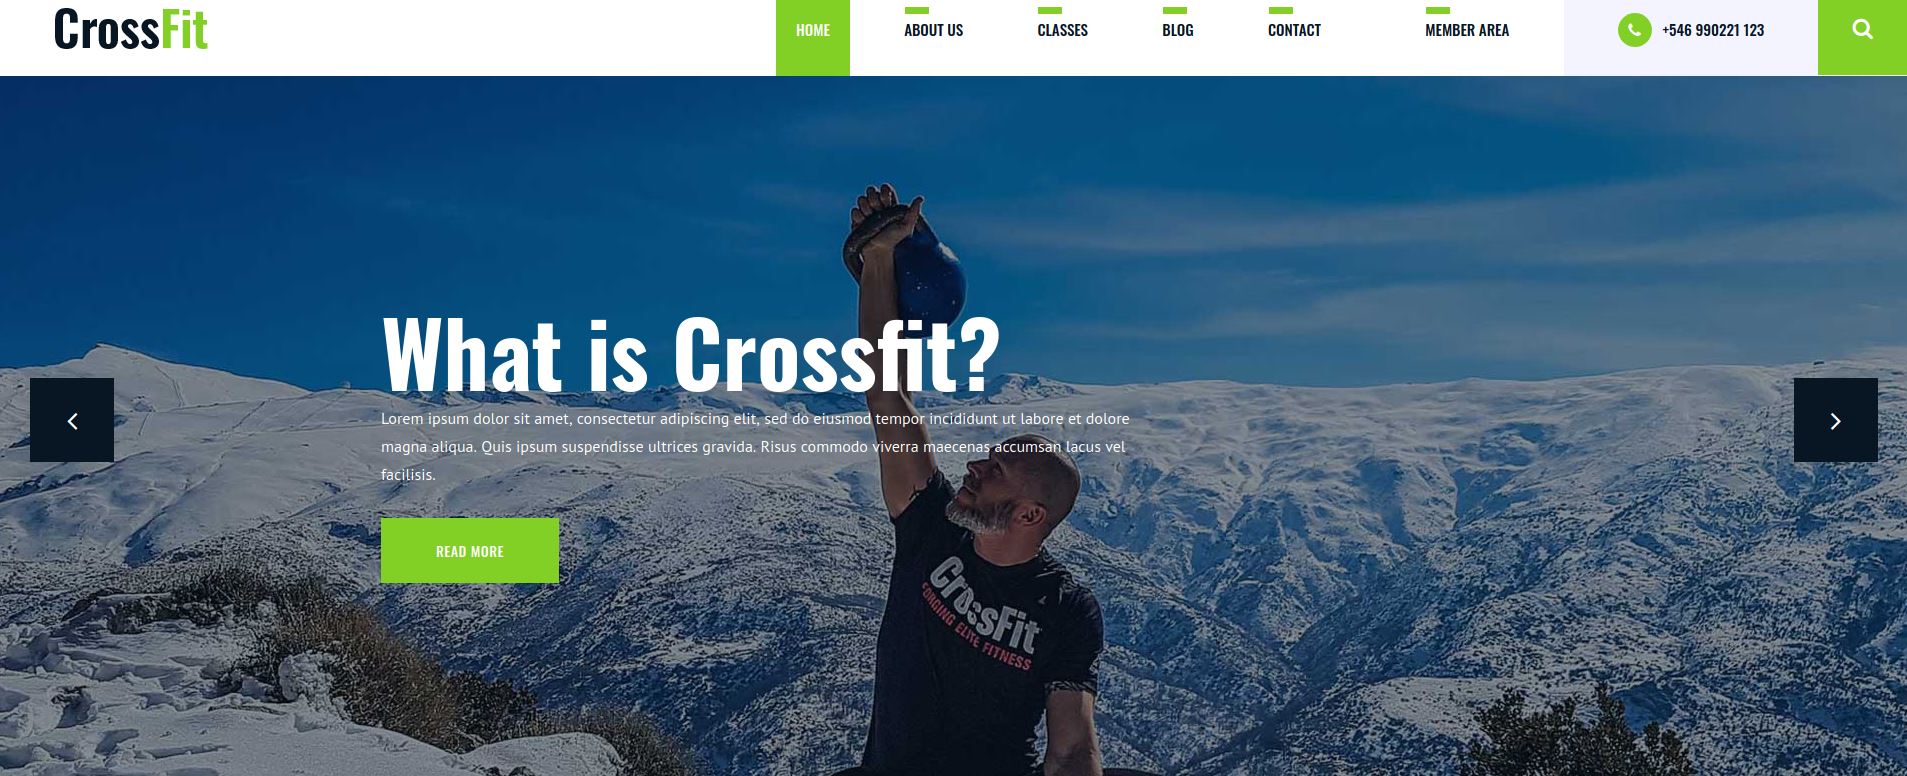 CrossFit
HOME
ABOUT US
CLASSES
BLOG
CONTACT
MEMBER AREA
+546 990221 123
What is Crossfit?
Lorem ipsum dolor sit amet, consectetur adipiscing elit, sed do eiusmod tempor incididunt ut labore et dolore
magna aliqua. Quis ipsum suspendisse ultrices gravida. Risus commodo viverra maecenas accumsan lacus vel
facilisis.
READ MORE
CrossFit
FORGING ELITE FITNESS